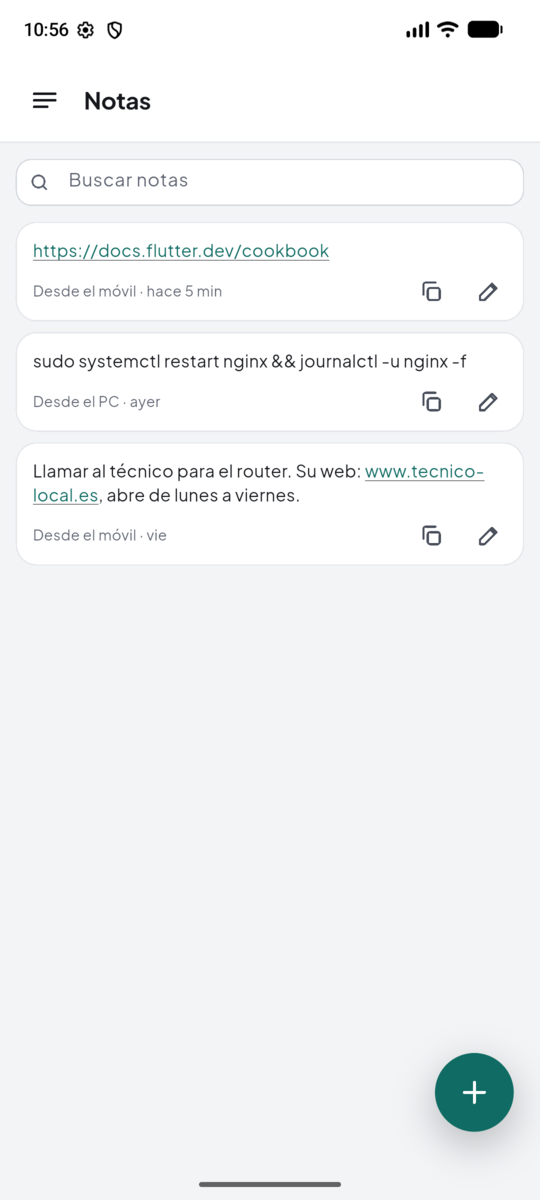 10:56
Notas
Buscar notas
https://docs.flutter.dev/cookbook
Desde el móvil · hace 5 min
sudo systemctl restart nginx && journalctl -u nginx -f
Desde el PC · ayer
Llamar al técnico para el router. Su web: www.tecnico-
local.es, abre de lunes a viernes.
Desde el móvil · vie